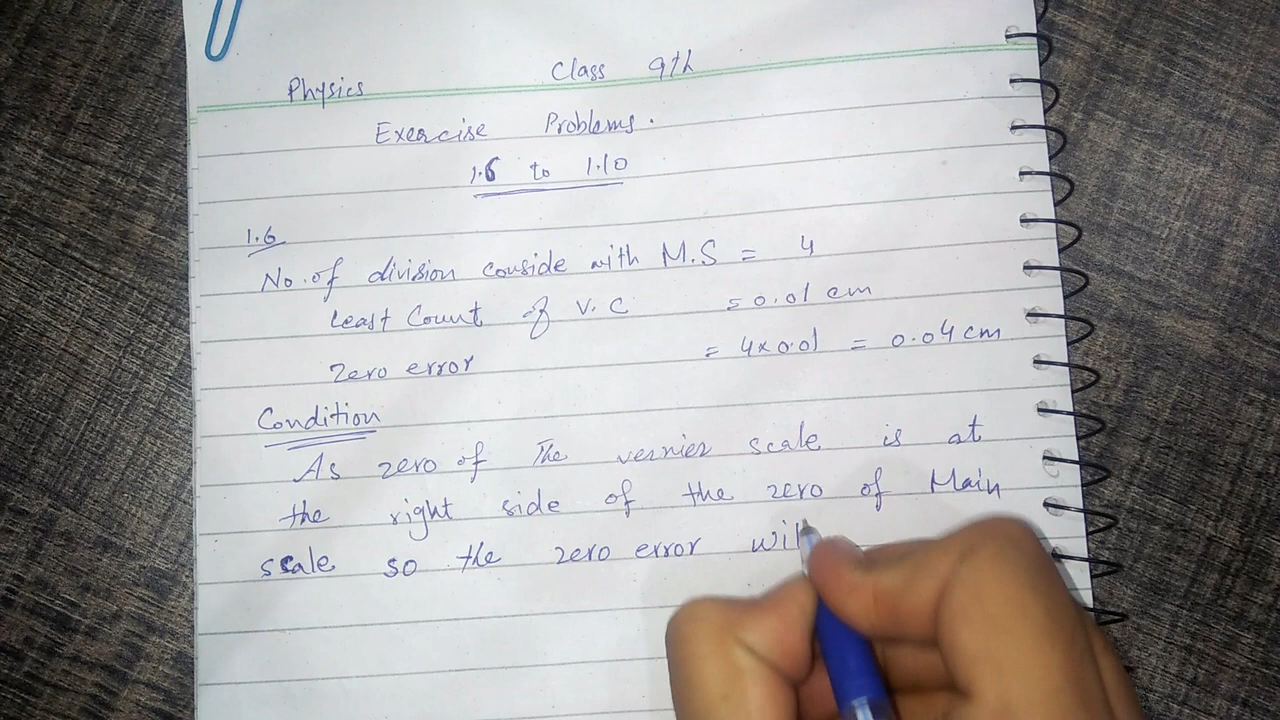 Physics Class 9th
Exercise Problems.
1.6 to 1.10
1.6
No. of division conside with M.S = 4
Least Count of V.C = 0.01 cm
Zero error = 4x0.01 = 0.04 cm
Condition
As zero of The vernier scale is at
the right side of the zero of Main
scale so the zero error wil